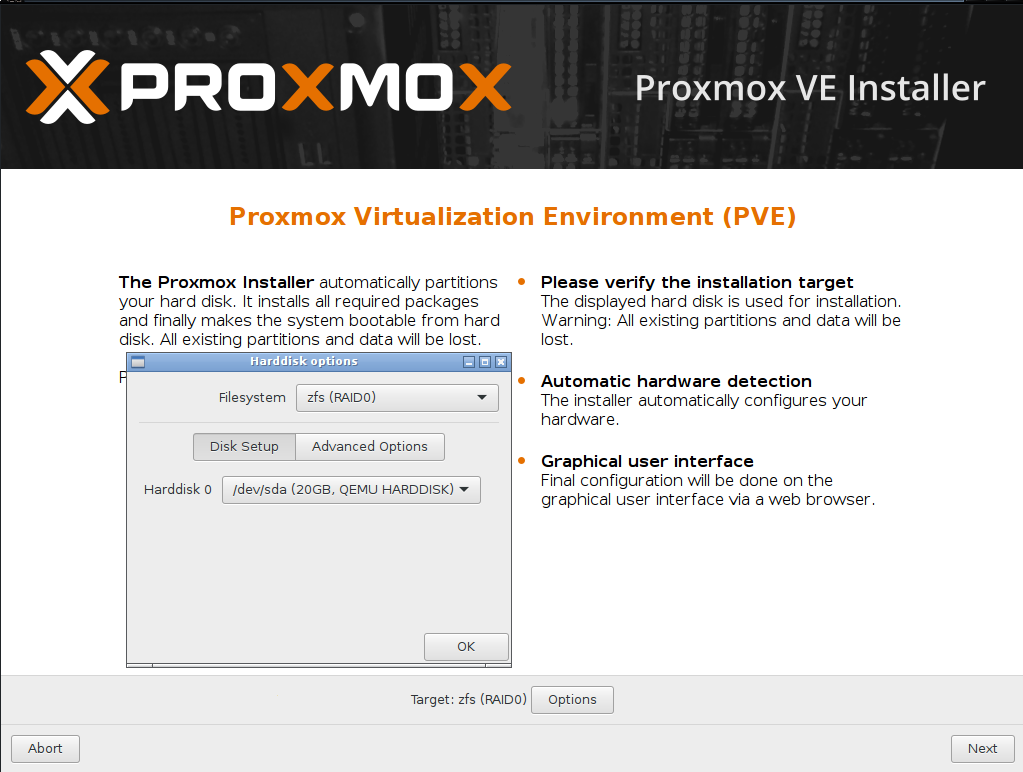 PROXMOX
Proxmox VE Installer
Proxmox Virtualization Environment (PVE)
The Proxmox Installer automatically partitions
your hard disk. It installs all required packages
and finally makes the system bootable from hard
disk. All existing partitions and data will be lost.
P
Harddisk options
Filesystem zfs (RAID0)
Disk Setup Advanced Options
Harddisk 0 /dev/sda (20GB, QEMU HARDDISK)
OK
Please verify the installation target
The displayed hard disk is used for installation.
Warning: All existing partitions and data will be
lost.
Automatic hardware detection
The installer automatically configures your
hardware.
Graphical user interface
Final configuration will be done on the
graphical user interface via a web browser.
Target: zfs (RAID0) Options
Abort Next